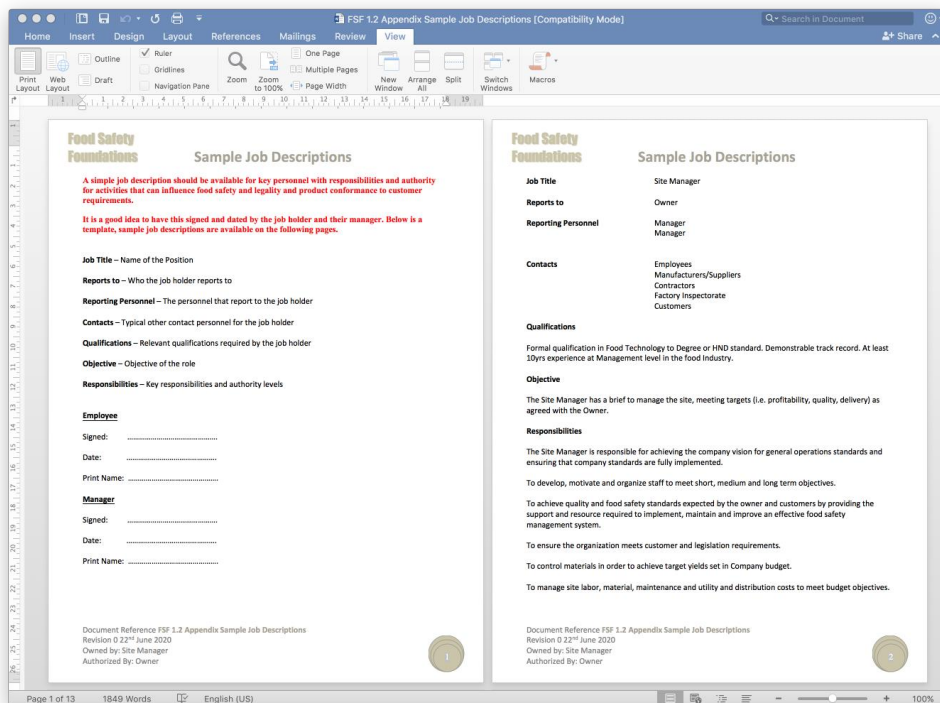 FSF 1.2 Appendix Sample Job Descriptions [Compatibility Mode]
Search in Document
Home Insert Design Layout References Mailings Review View
Share
Print Layout
Web Layout
Outline
Draft
Ruler
Gridlines
Navigation Pane
Zoom
Zoom to 100%
One Page
Multiple Pages
Page Width
New Window
Arrange All
Split
Switch Windows
Macros
Food Safety
Foundations
Sample Job Descriptions
A simple job description should be available for key personnel with responsibilities and authority
for activities that can influence food safety and legality and product conformance to customer
requirements.
It is a good idea to have this signed and dated by the job holder and their manager. Below is a
template, sample job descriptions are available on the following pages.
Job Title – Name of the Position
Reports to – Who the job holder reports to
Reporting Personnel – The personnel that report to the job holder
Contacts – Typical other contact personnel for the job holder
Qualifications – Relevant qualifications required by the job holder
Objective – Objective of the role
Responsibilities – Key responsibilities and authority levels
Employee
Signed: ................................................
Date: ................................................
Print Name: ................................................
Manager
Signed: ................................................
Date: ................................................
Print Name: ................................................
Document Reference FSF 1.2 Appendix Sample Job Descriptions
Revision 0 22nd June 2020
Owned by: Site Manager
Authorized By: Owner
1
Food Safety
Foundations
Sample Job Descriptions
Job Title Site Manager
Reports to Owner
Reporting Personnel Manager
Manager
Contacts Employees
Manufacturers/Suppliers
Contractors
Factory Inspectorate
Customers
Qualifications
Formal qualification in Food Technology to Degree or HND standard. Demonstrable track record. At least
10yrs experience at Management level in the food Industry.
Objective
The Site Manager has a brief to manage the site, meeting targets (i.e. profitability, quality, delivery) as
agreed with the Owner.
Responsibilities
The Site Manager is responsible for achieving the company vision for general operations standards and
ensuring that company standards are fully implemented.
To develop, motivate and organize staff to meet short, medium and long term objectives.
To achieve quality and food safety standards expected by the owner and customers by providing the
support and resource required to implement, maintain and improve an effective food safety
management system.
To ensure the organization meets customer and legislation requirements.
To control materials in order to achieve target yields set in Company budget.
To manage site labor, material, maintenance and utility and distribution costs to meet budget objectives.
Document Reference FSF 1.2 Appendix Sample Job Descriptions
Revision 0 22nd June 2020
Owned by: Site Manager
Authorized By: Owner
2
Page 1 of 13 1849 Words English (US) 100%